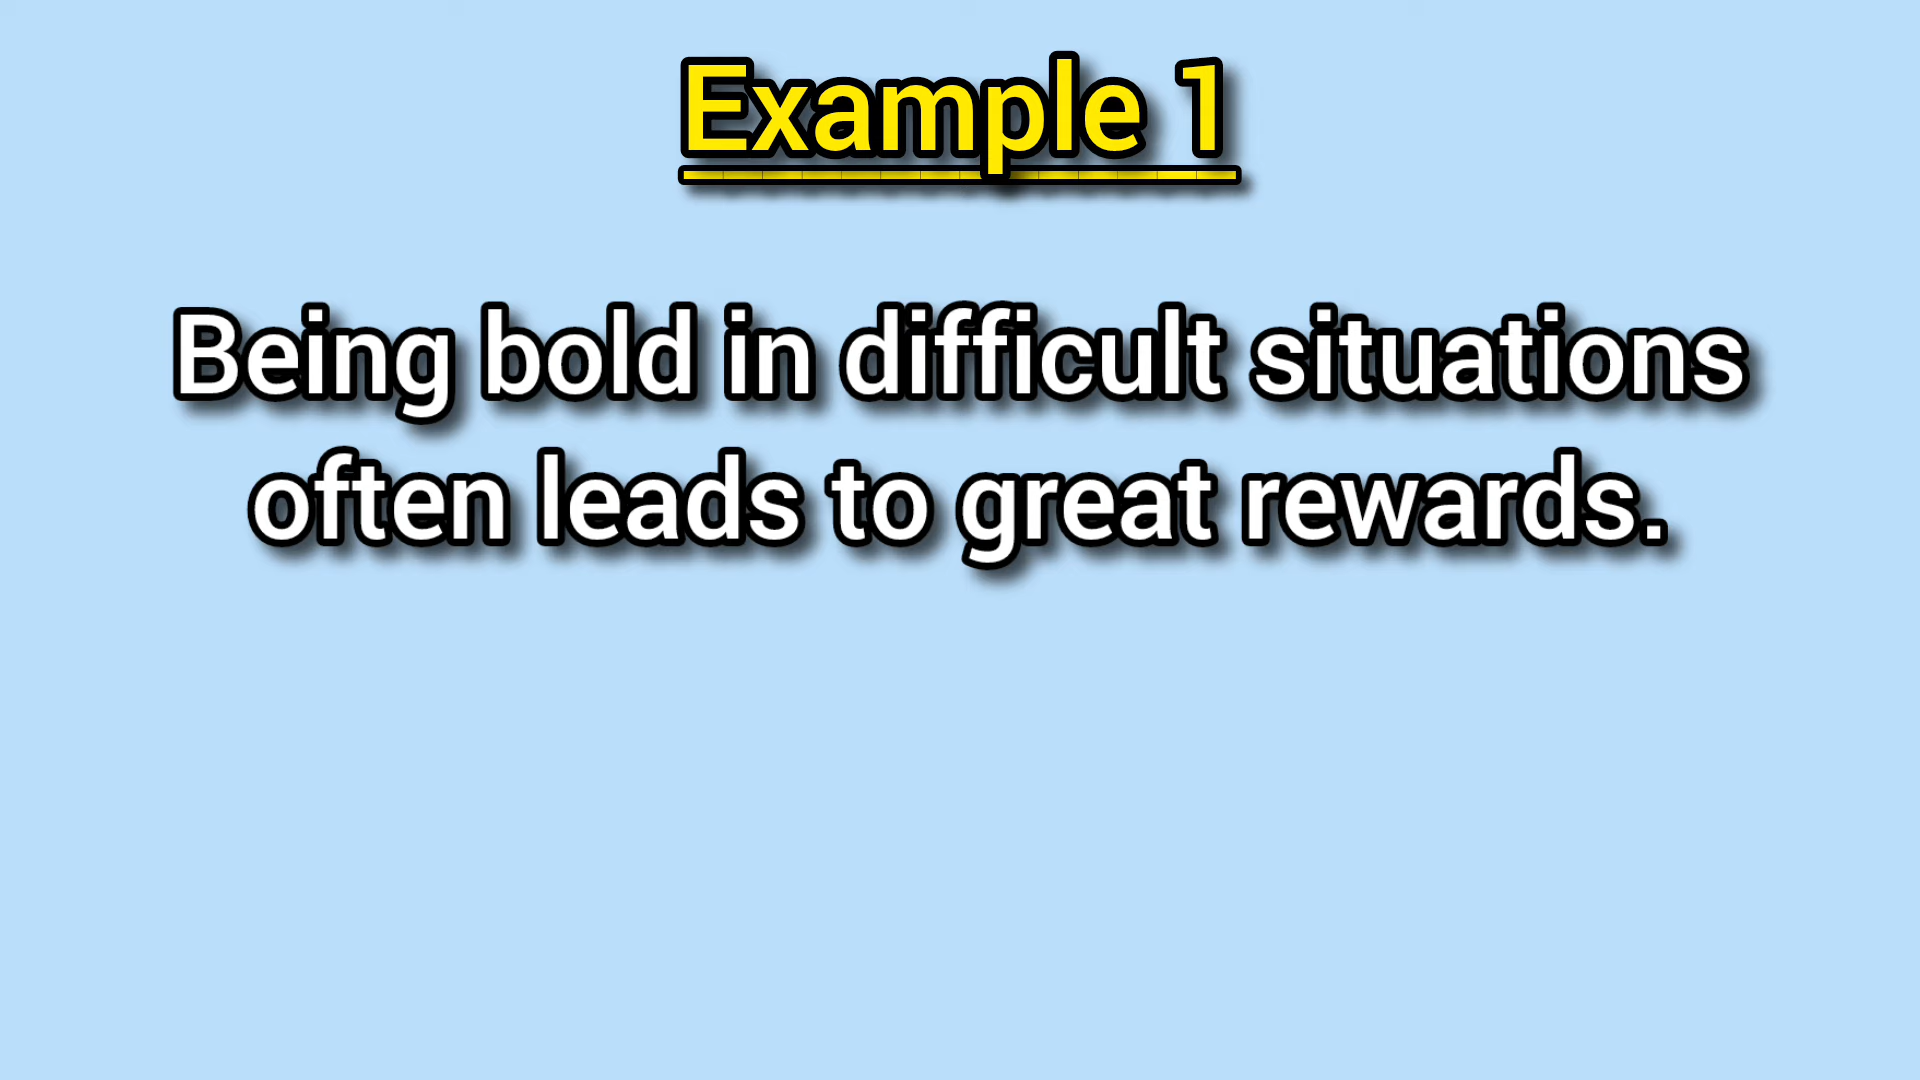 Example 1
Being bold in difficult situations
often leads to great rewards.